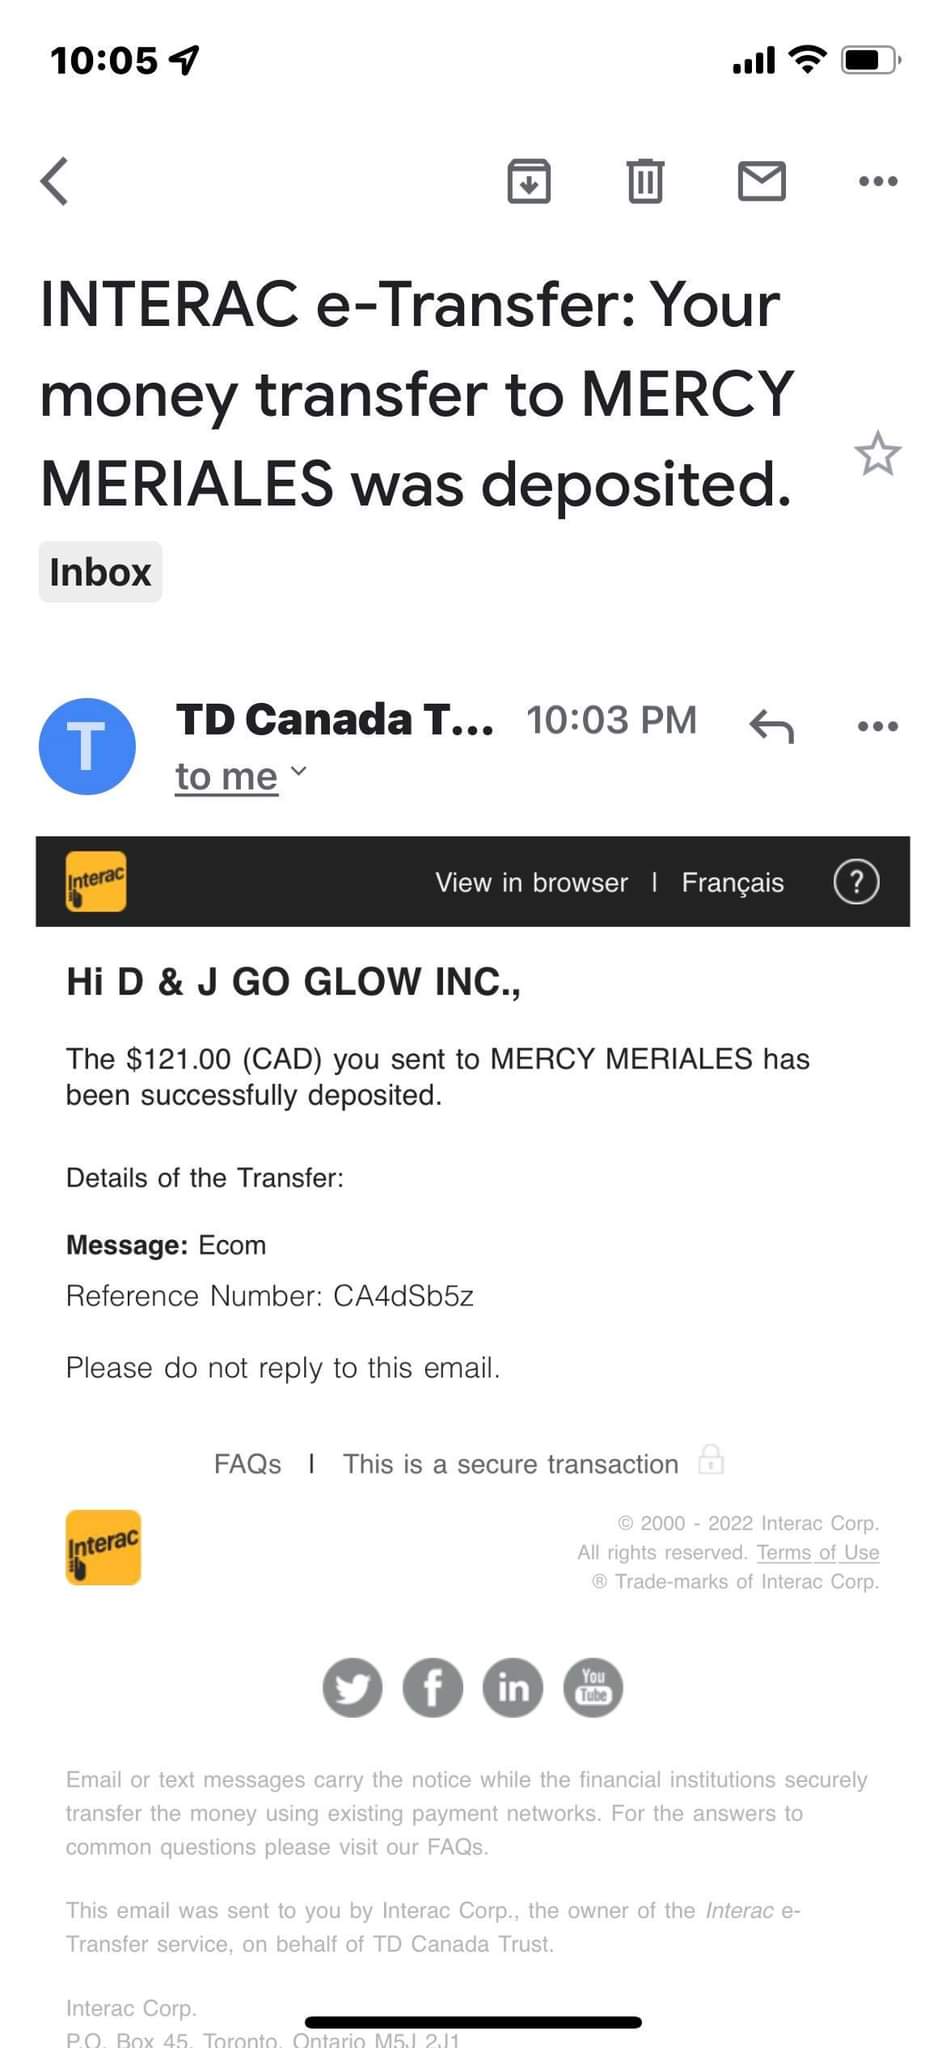 10:05
INTERAC e-Transfer: Your
money transfer to MERCY
MERIALES was deposited.
Inbox
T
TD Canada T... 10:03 PM
to me
Interac
View in browser | Français ?
Hi D & J GO GLOW INC.,
The $121.00 (CAD) you sent to MERCY MERIALES has
been successfully deposited.
Details of the Transfer:
Message: Ecom
Reference Number: CA4dSb5z
Please do not reply to this email.
FAQs | This is a secure transaction
Interac
© 2000 - 2022 Interac Corp.
All rights reserved. Terms of Use
® Trade-marks of Interac Corp.
f in You Tube
Email or text messages carry the notice while the financial institutions securely
transfer the money using existing payment networks. For the answers to
common questions please visit our FAQs.
This email was sent to you by Interac Corp., the owner of the Interac e-
Transfer service, on behalf of TD Canada Trust.
Interac Corp.
P.O. Box 45, Toronto, Ontario M5J 2J1